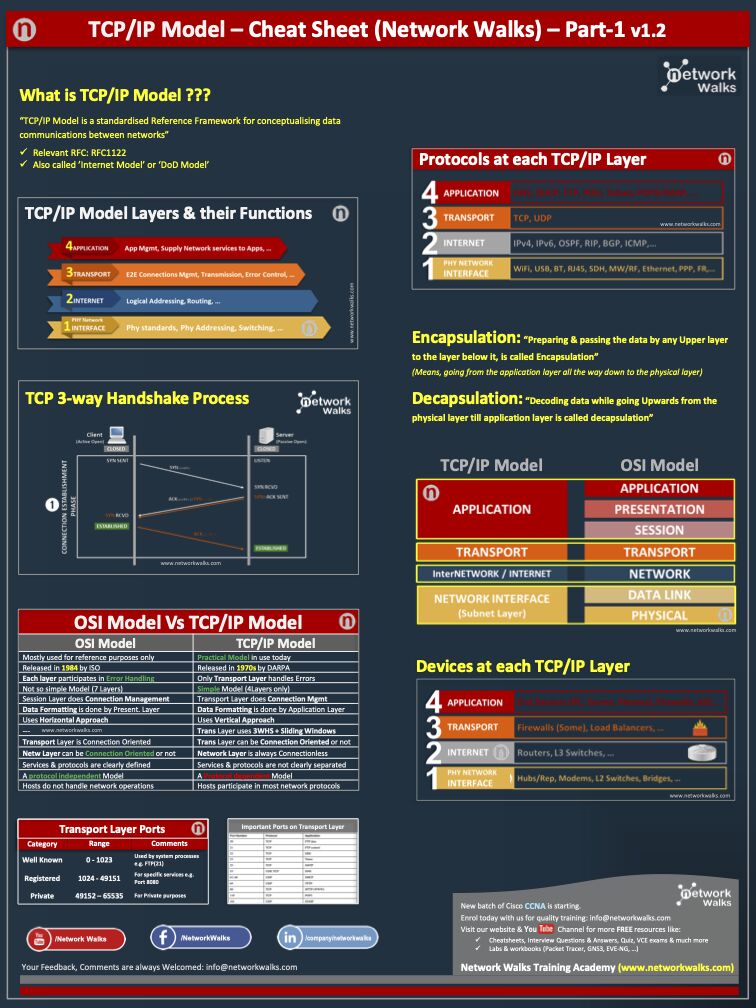 TCP/IP Model – Cheat Sheet (Network Walks) – Part-1 v1.2
network
Walks
What is TCP/IP Model ???
“TCP/IP Model is a standardised Reference Framework for conceptualising data
communications between networks”
✓ Relevant RFC: RFC1122
✓ Also called ‘Internet Model’ or ‘DoD Model’
TCP/IP Model Layers & their Functions
4 APPLICATION App Mgmt, Supply Network services to Apps, ...
3 TRANSPORT E2E Connections Mgmt, Transmission, Error Control, ...
2 INTERNET Logical Addressing, Routing, ...
1 PHY Network INTERFACE Phy standards, Phy Addressing, Switching, ...
www.networkwalks.com
TCP 3-way Handshake Process
network
Walks
Client
(Active Open)
CLOSED
Server
(Passive Open)
CLOSED
SYN SENT
LISTEN
SYN
SYN RCVD
ACK
ACK SENT
SYN RCVD
ESTABLISHED
ACK
ESTABLISHED
1
CONNECTION ESTABLISHMENT
PHASE
www.networkwalks.com
OSI Model Vs TCP/IP Model
OSI Model TCP/IP Model
Mostly used for reference purposes only Practical Model in use today
Released in 1984 by ISO Released in 1970s by DARPA
Each layer participates in Error Handling Only Transport Layer handles Errors
Not so simple Model (7 Layers) Simple Model (4Layers only)
Session Layer does Connection Management Transport Layer does Connection Mgmt
Data Formatting is done by Present. Layer Data Formatting is done by Application Layer
Uses Horizontal Approach Uses Vertical Approach
--- www.networkwalks.com Trans Layer uses 3WHS + Sliding Windows
Transport Layer is Connection Oriented Trans Layer can be Connection Oriented or not
Netw Layer can be Connection Oriented or not Network Layer is always Connectionless
Services & protocols are clearly defined Services & protocols are not clearly separated
A protocol independent Model A Protocol dependent Model
Hosts do not handle network operations Hosts participate in most network protocols
Transport Layer Ports
Category Range Comments
Well Known 0 - 1023 Used by system processes
e.g. FTP(21)
Registered 1024 - 49151 For specific services e.g.
Port 8080
Private 49152 – 65535 For Private purposes
Important Ports on Transport Layer
You
Tube
/Network Walks
/NetworkWalks
/company/networkwalks
Your Feedback, Comments are always Welcomed: info@networkwalks.com
Protocols at each TCP/IP Layer
4 APPLICATION
3 TRANSPORT TCP, UDP
www.networkwalks.com
2 INTERNET IPv4, IPv6, OSPF, RIP, BGP, ICMP,...
1 PHY NETWORK INTERFACE WiFi, USB, BT, RJ45, SDH, MW/RF, Ethernet, PPP, FR,...
Encapsulation: “Preparing & passing the data by any Upper layer
to the layer below it, is called Encapsulation”
(Means, going from the application layer all the way down to the physical layer)
Decapsulation: “Decoding data while going Upwards from the
physical layer till application layer is called decapsulation”
TCP/IP Model OSI Model
APPLICATION
APPLICATION
PRESENTATION
SESSION
TRANSPORT TRANSPORT
InterNETWORK / INTERNET NETWORK
NETWORK INTERFACE
(Subnet Layer)
DATA LINK
PHYSICAL
www.networkwalks.com
Devices at each TCP/IP Layer
4 APPLICATION
3 TRANSPORT Firewalls (Some), Load Balancers, ...
2 INTERNET Routers, L3 Switches, ...
1 PHY NETWORK INTERFACE Hubs/Rep, Modems, L2 Switches, Bridges, ...
www.networkwalks.com
network
Walks
New batch of Cisco CCNA is starting.
Enrol today with us for quality training: info@networkwalks.com
Visit our website & You Tube Channel for more FREE resources like:
✓ Cheatsheets, Interview Questions & Answers, Quiz, VCE exams & much more
✓ Labs & workbooks (Packet Tracer, GNS3, EVE-NG, ...)
Network Walks Training Academy (www.networkwalks.com)